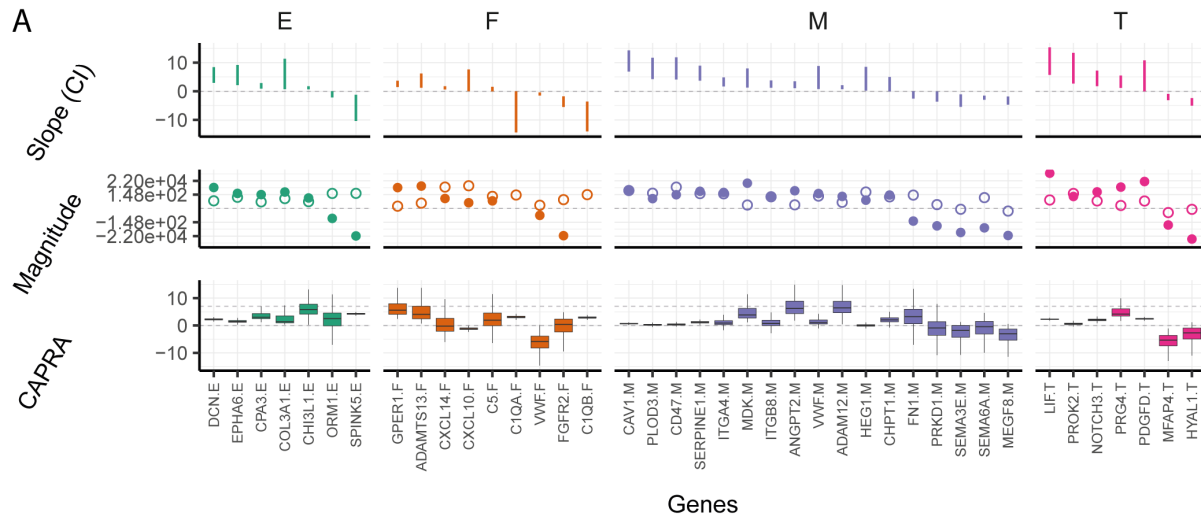 A
E F M T
Slope (CI)
10
0
−10
Magnitude
2.20e+04
1.48e+02
−1.48e+02
−2.20e+04
CAPRA
10
0
−10
DCN.E
EPHA6.E
CPA3.E
COL3A1.E
CHI3L1.E
ORM1.E
SPINK5.E
GPER1.F
ADAMTS13.F
CXCL14.F
CXCL10.F
C5.F
C1QA.F
VWF.F
FGFR2.F
C1QB.F
CAV1.M
PLOD3.M
CD47.M
SERPINE1.M
ITGA4.M
MDK.M
ITGB8.M
ANGPT2.M
VWF.M
ADAM12.M
HEG1.M
CHPT1.M
FN1.M
PRKD1.M
SEMA3E.M
SEMA6A.M
MEGF8.M
LIF.T
PROK2.T
NOTCH3.T
PRG4.T
PDGFD.T
MFAP4.T
HYAL1.T
Genes